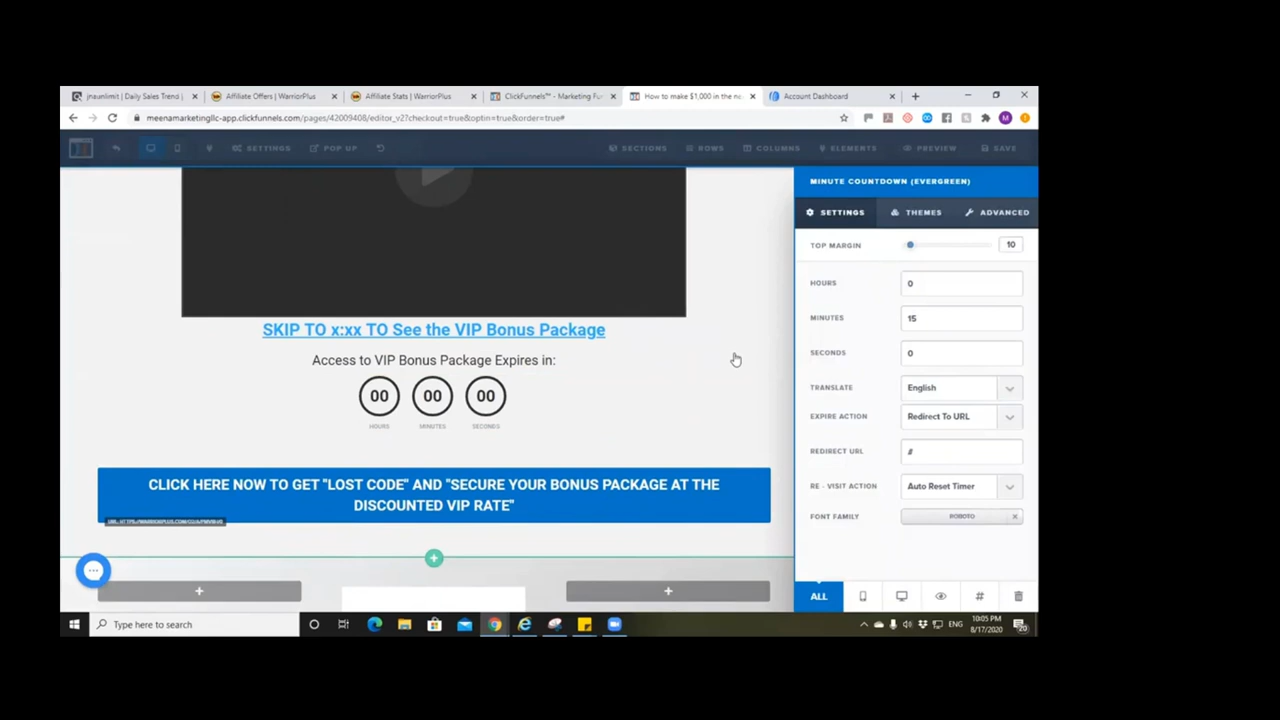 jnaunlimit | Daily Sales Trend |
Affiliate Offers | WarriorPlus
Affiliate Stats | WarriorPlus
ClickFunnels™ - Marketing Fu
How to make $1,000 in the ne
Account Dashboard
meenamarketingllc-app.clickfunnels.com/pages/42009408/editor_v2?checkout=true&optin=true&order=true#
SETTINGS POP UP SECTIONS ROWS COLUMNS ELEMENTS PREVIEW SAVE
MINUTE COUNTDOWN (EVERGREEN)
SETTINGS THEMES ADVANCED
TOP MARGIN 10
HOURS 0
MINUTES 15
SECONDS 0
TRANSLATE English
EXPIRE ACTION Redirect To URL
REDIRECT URL #
RE - VISIT ACTION Auto Reset Timer
FONT FAMILY ROBOTO
ALL
SKIP TO x:xx TO See the VIP Bonus Package
Access to VIP Bonus Package Expires in:
00 00 00
HOURS MINUTES SECONDS
CLICK HERE NOW TO GET "LOST CODE" AND "SECURE YOUR BONUS PACKAGE AT THE
DISCOUNTED VIP RATE"
Type here to search
ENG
10:05 PM
8/17/2020
20